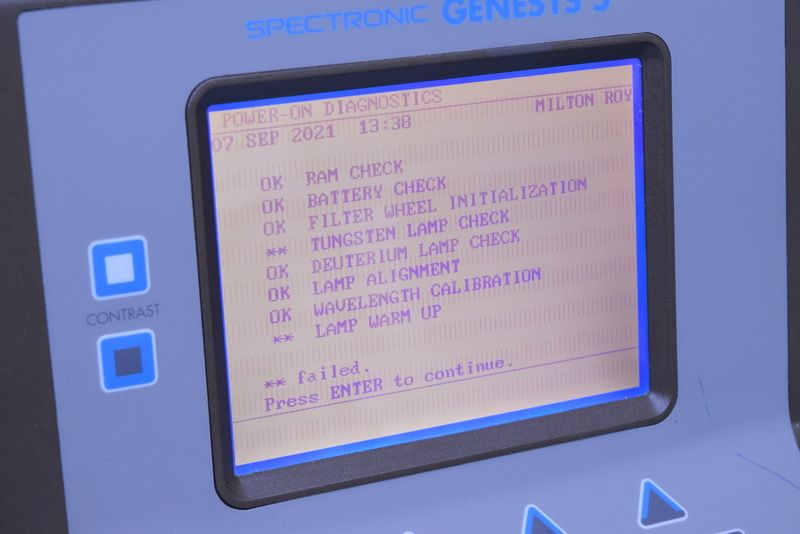 SPECTRONIC GENESYS 5
POWER-ON DIAGNOSTICS MILTON ROY
07 SEP 2021 13:38
OK RAM CHECK
OK BATTERY CHECK
OK FILTER WHEEL INITIALIZATION
** TUNGSTEN LAMP CHECK
OK DEUTERIUM LAMP CHECK
OK LAMP ALIGNMENT
OK WAVELENGTH CALIBRATION
** LAMP WARM UP
** failed.
Press ENTER to continue.
CONTRAST